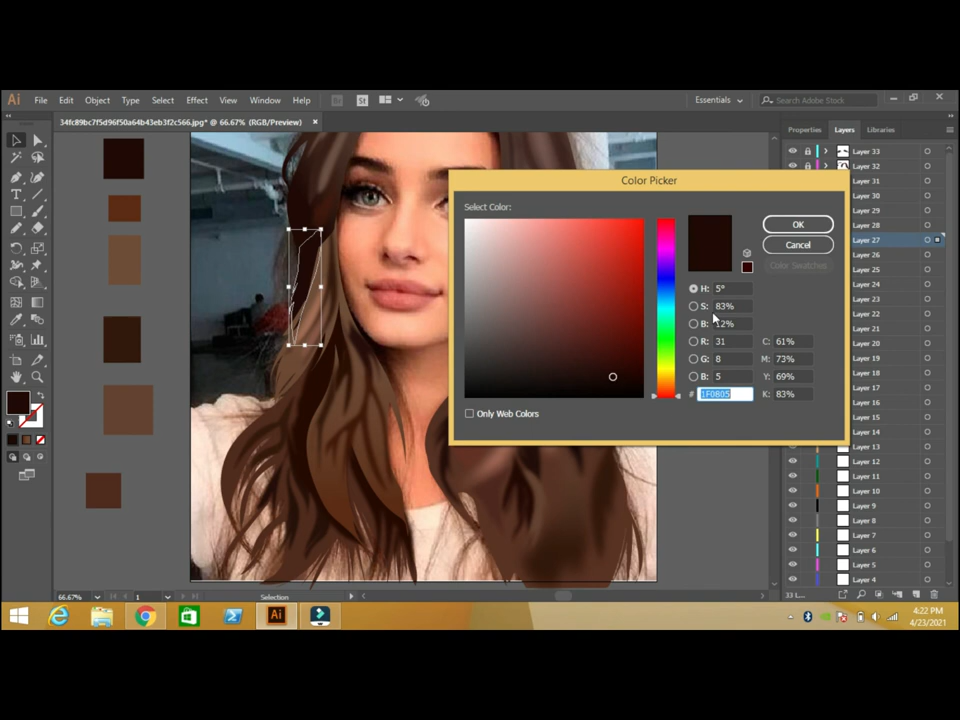 Ai File Edit Object Type Select Effect View Window Help Br St Essentials Search Adobe Stock
34fc89bc7f5d96f50a64b43eb3f2c566.jpg* @ 66.67% (RGB/Preview) ×
Properties Layers Libraries
Layer 33
Layer 32
Layer 31
Layer 30
Layer 29
Layer 28
Layer 27
Layer 26
Layer 25
Layer 24
Layer 23
Layer 22
Layer 21
Layer 20
Layer 19
Layer 18
Layer 17
Layer 16
Layer 15
Layer 14
Layer 13
Layer 12
Layer 11
Layer 10
Layer 9
Layer 8
Layer 7
Layer 6
Layer 5
Layer 4
33 L...
Color Picker
Select Color:
OK
Cancel
Color Swatches
H: 5°
S: 83%
B: 12%
R: 31
G: 8
B: 5
# 1F0805
C: 61%
M: 73%
Y: 69%
K: 83%
Only Web Colors
66.67% 1 Selection
Ai
4:22 PM
4/23/2021